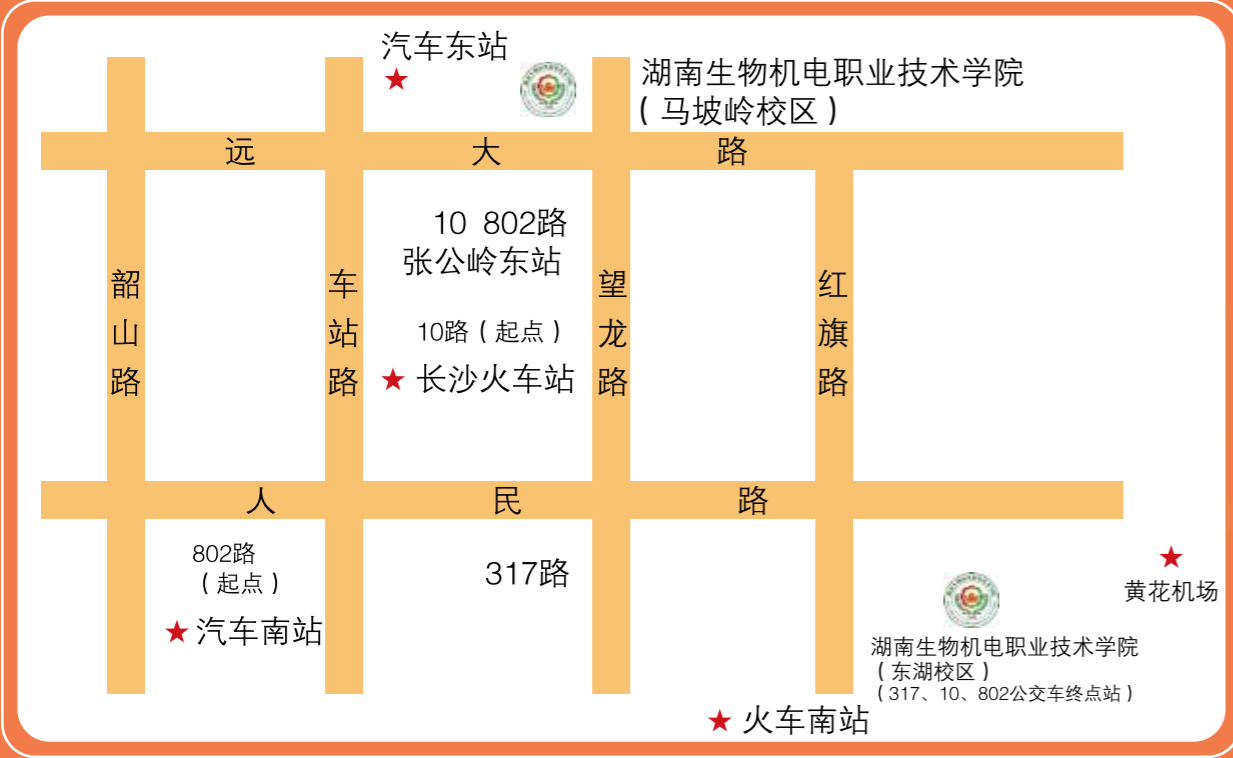 汽车东站
湖南生物机电职业技术学院
（马坡岭校区）
远大路
10 802路
张公岭东站
韶山路
车站路
望龙路
红旗路
10路（起点）
长沙火车站
人民路
802路
（起点）
317路
汽车南站
黄花机场
湖南生物机电职业技术学院
（东湖校区）
（317、10、802公交车终点站）
火车南站